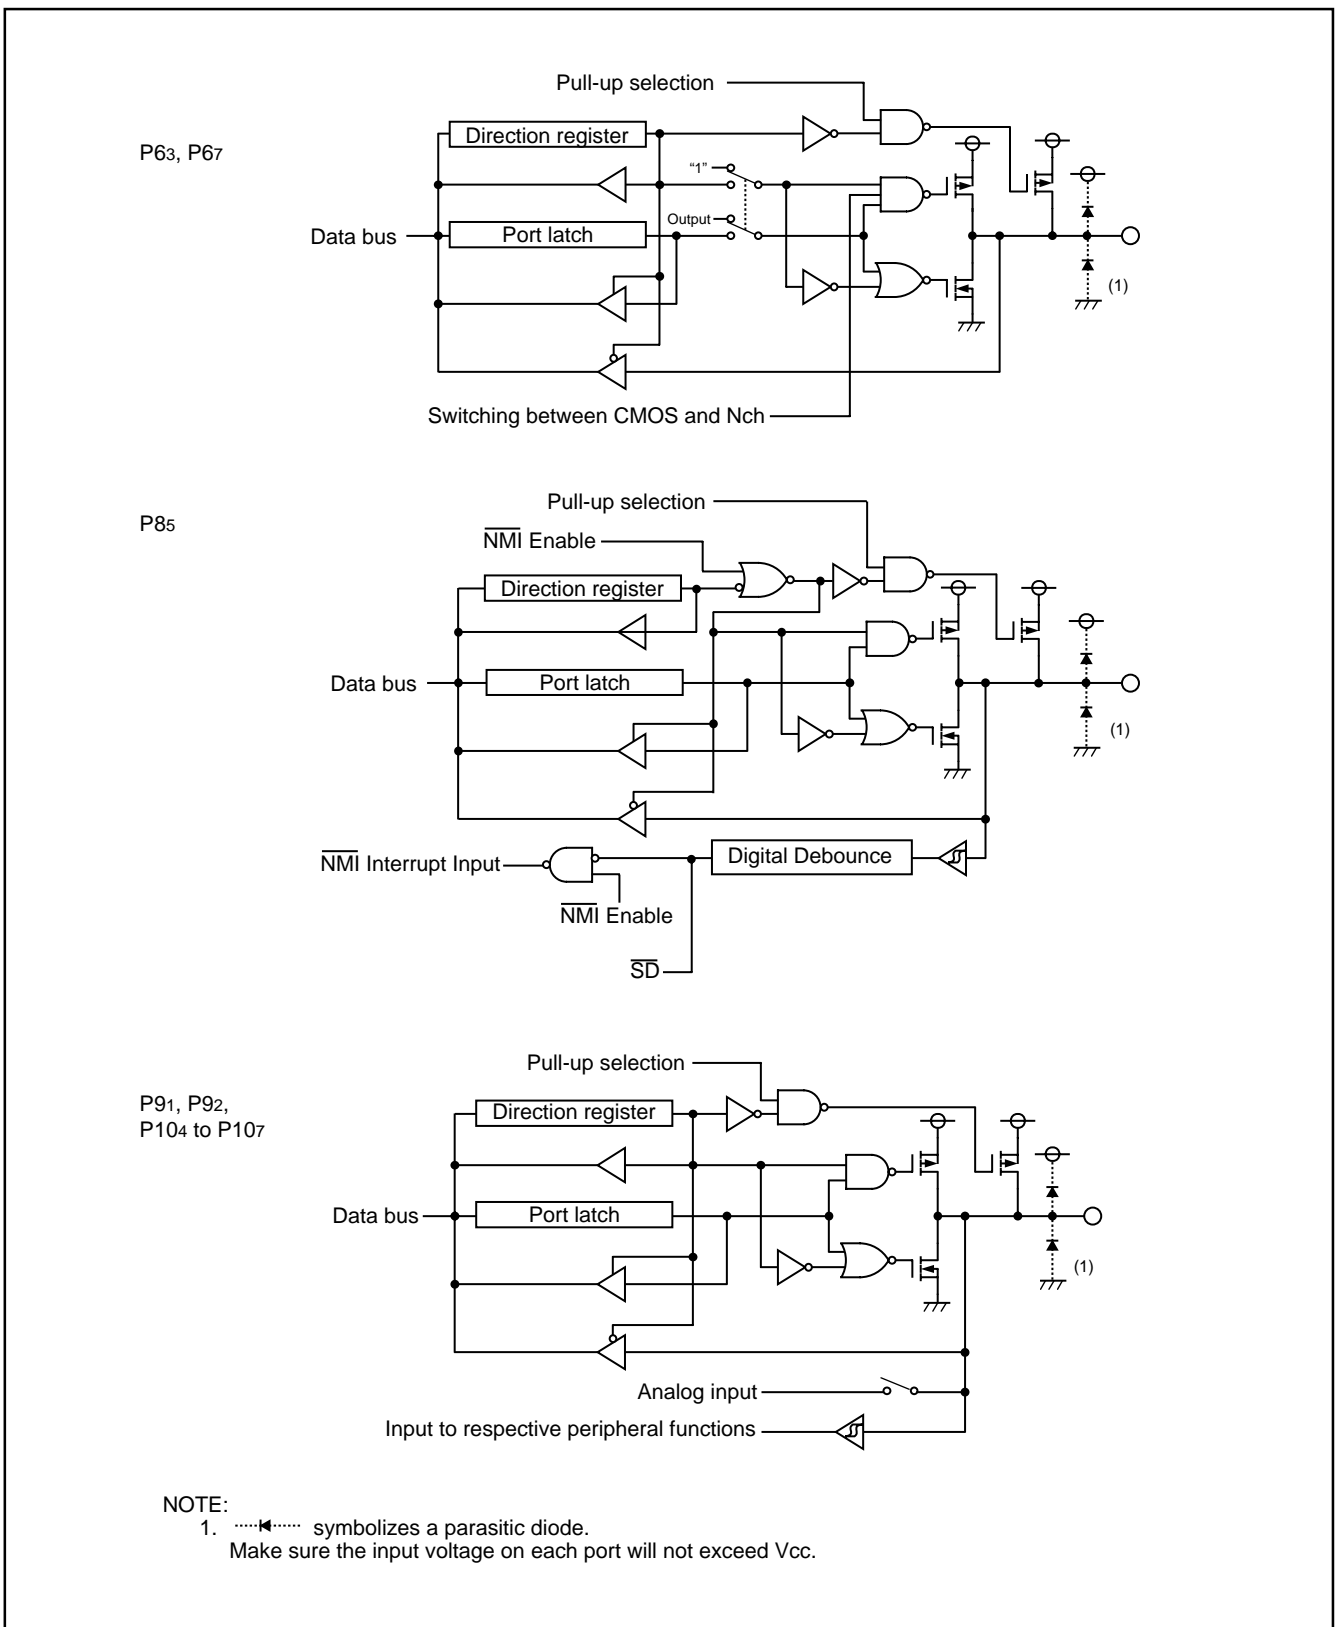 Pull-up selection
Direction register
P63, P67
"1"
Output
Data bus
Port latch
(1)
Switching between CMOS and Nch
Pull-up selection
P85
NMI Enable
Direction register
Data bus
Port latch
(1)
Digital Debounce
NMI Interrupt Input
NMI Enable
SD
Pull-up selection
P91, P92,
P104 to P107
Direction register
Data bus
Port latch
(1)
Analog input
Input to respective peripheral functions
NOTE:
1. symbolizes a parasitic diode.
Make sure the input voltage on each port will not exceed Vcc.